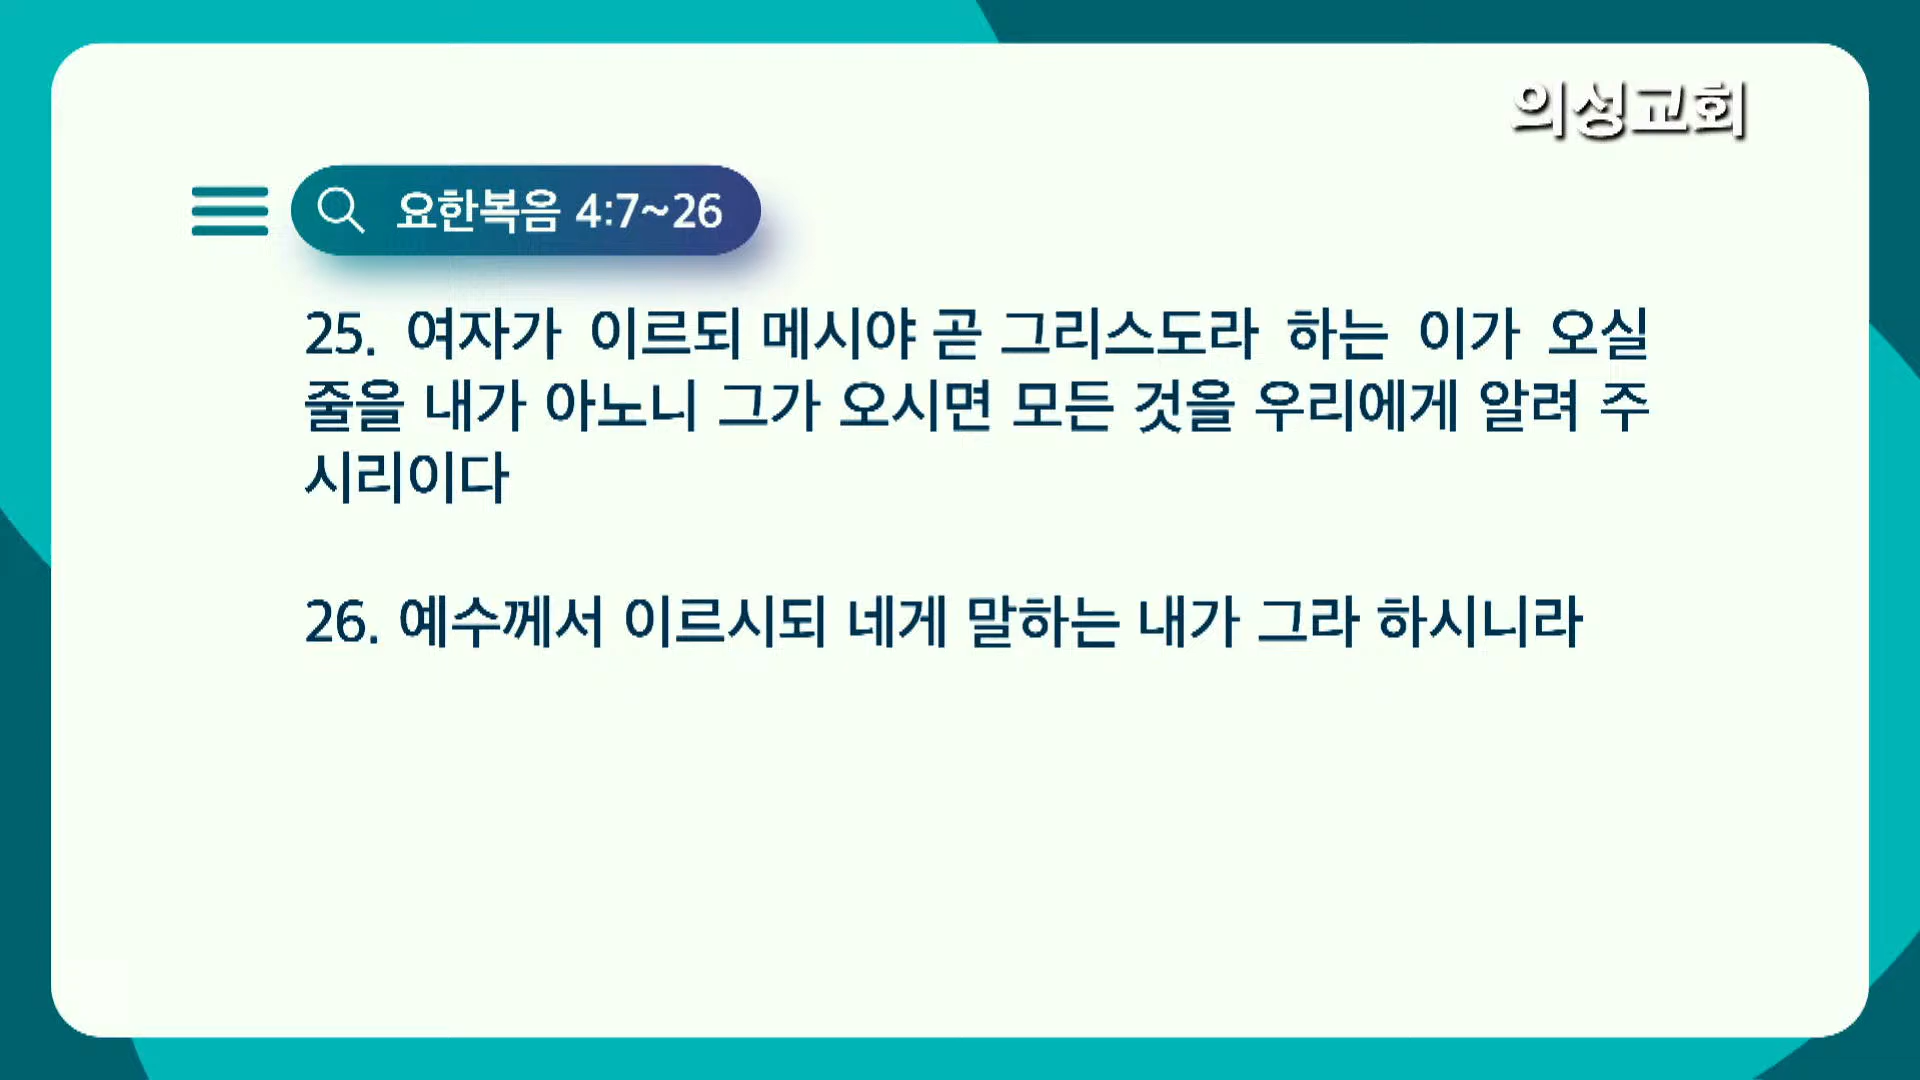 의성교회
요한복음 4:7~26
25. 여자가 이르되 메시야 곧 그리스도라 하는 이가 오실
줄을 내가 아노니 그가 오시면 모든 것을 우리에게 알려 주
시리이다
26. 예수께서 이르시되 네게 말하는 내가 그라 하시니라